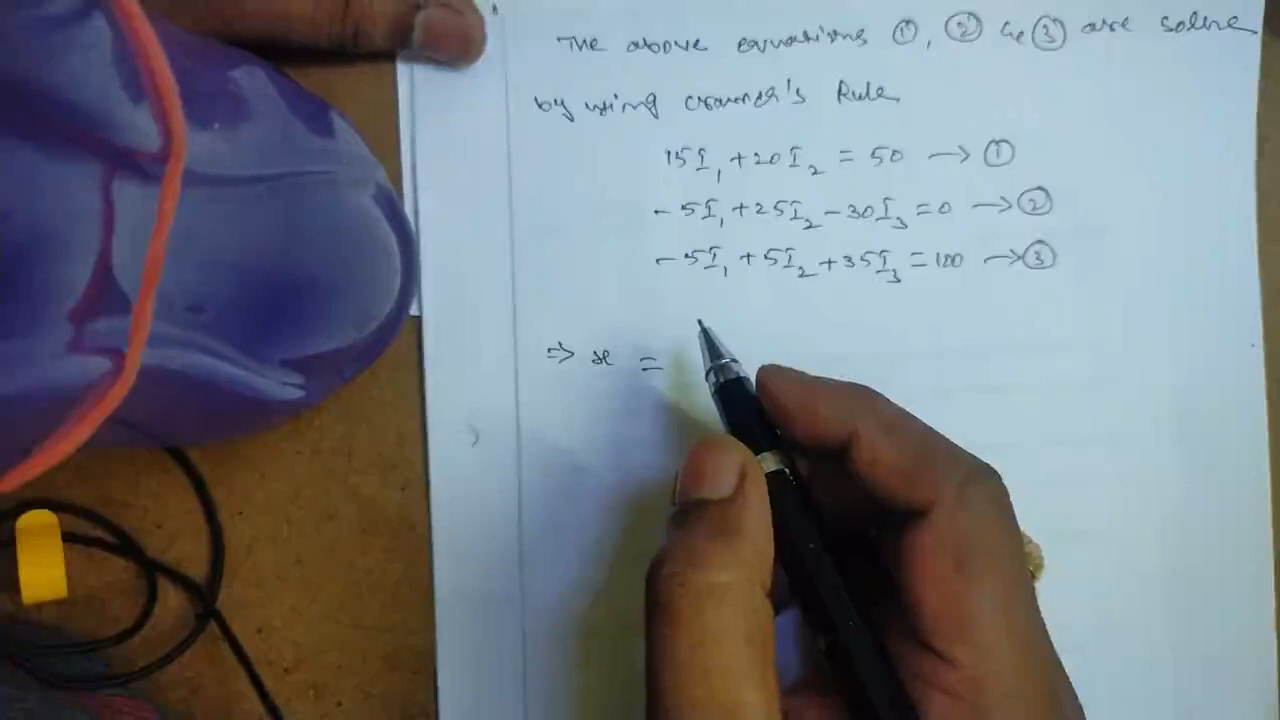 The above equations ①, ② & ③ are solve
by using cramer's Rule
15I₁ + 20I₂ = 50 → ①
- 5I₁ + 25I₂ - 30I₃ = 0 → ②
- 5I₁ + 5I₂ + 35I₃ = 100 → ③
⇒ x =